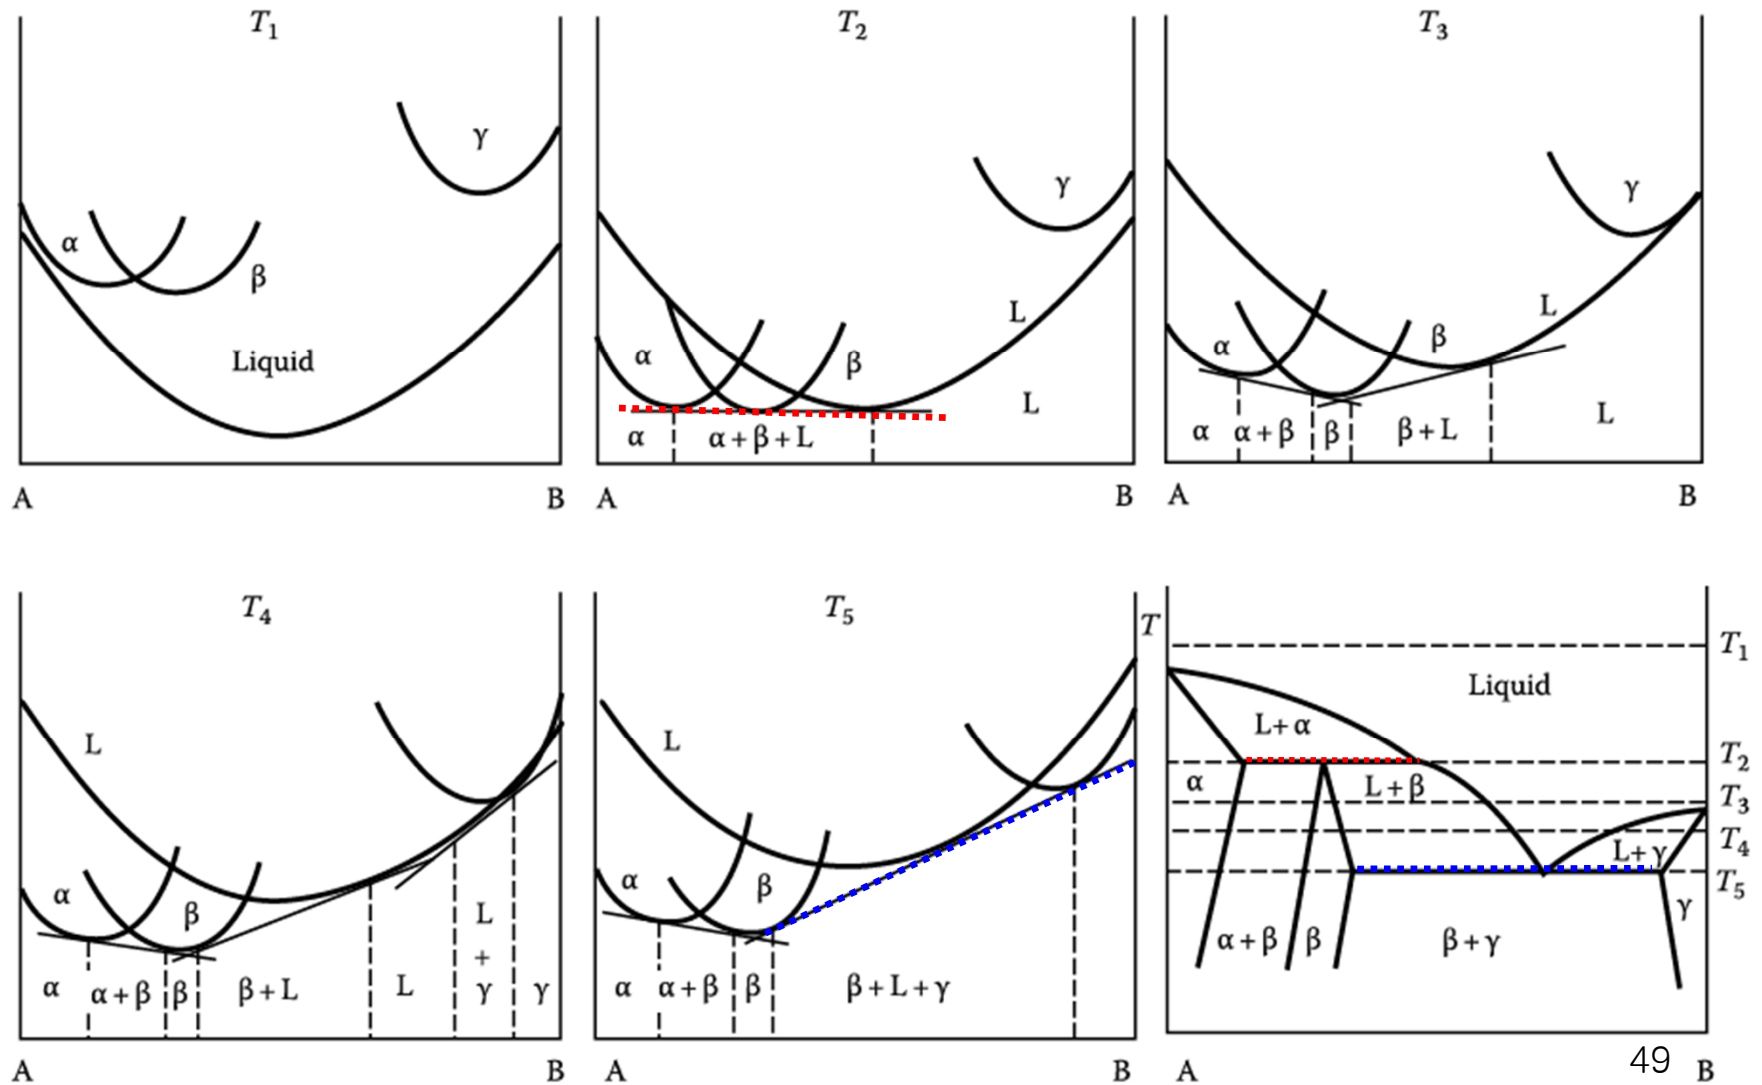 T₁
α
β
γ
Liquid
A
B
T₂
α
β
γ
L
L
α
α + β + L
A
B
T₃
α
β
γ
L
α
α + β
β
β + L
L
A
B
T₄
L
α
β
α
α + β
β
β + L
L
L
+
γ
γ
A
B
T₅
L
α
β
α
α + β
β
β + L + γ
A
B
T
T₁
Liquid
L + α
T₂
α
L + β
T₃
T₄
L + γ
T₅
γ
α + β
β
β + γ
49
A
B